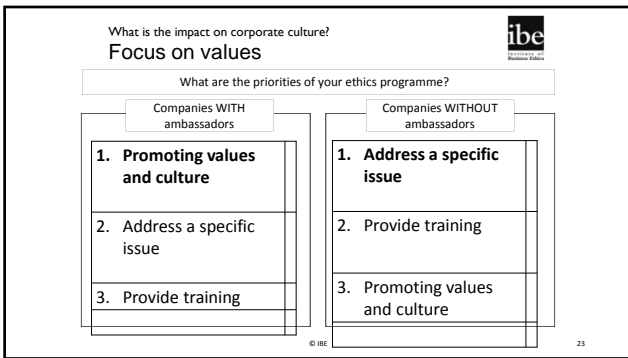 What is the impact on corporate culture?
Focus on values
ibe
Institute of
Business Ethics
What are the priorities of your ethics programme?
Companies WITH
ambassadors
1. Promoting values
and culture
2. Address a specific
issue
3. Provide training
Companies WITHOUT
ambassadors
1. Address a specific
issue
2. Provide training
3. Promoting values
and culture
© IBE
23